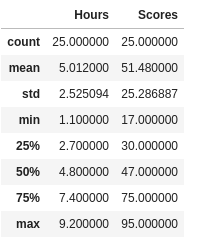 Hours Scores
count 25.000000 25.000000
mean 5.012000 51.480000
std 2.525094 25.286887
min 1.100000 17.000000
25% 2.700000 30.000000
50% 4.800000 47.000000
75% 7.400000 75.000000
max 9.200000 95.000000